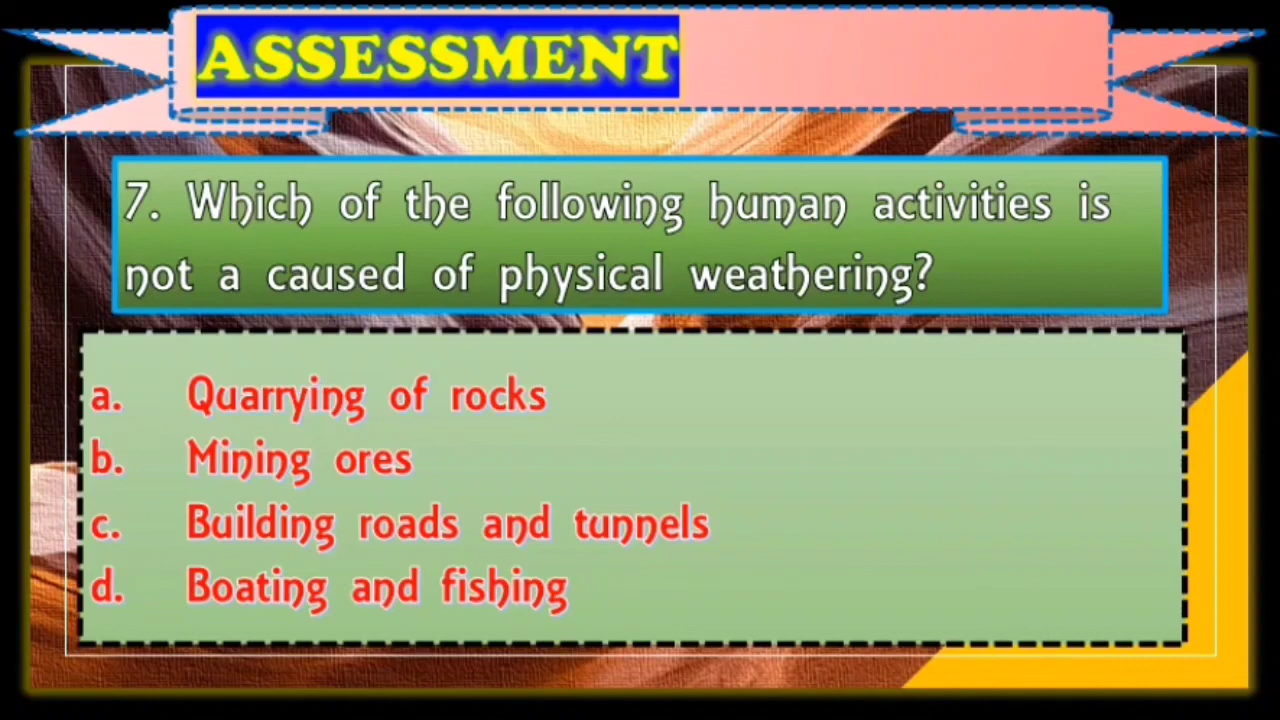 ASSESSMENT
7. Which of the following human activities is
not a caused of physical weathering?
a. Quarrying of rocks
b. Mining ores
c. Building roads and tunnels
d. Boating and fishing